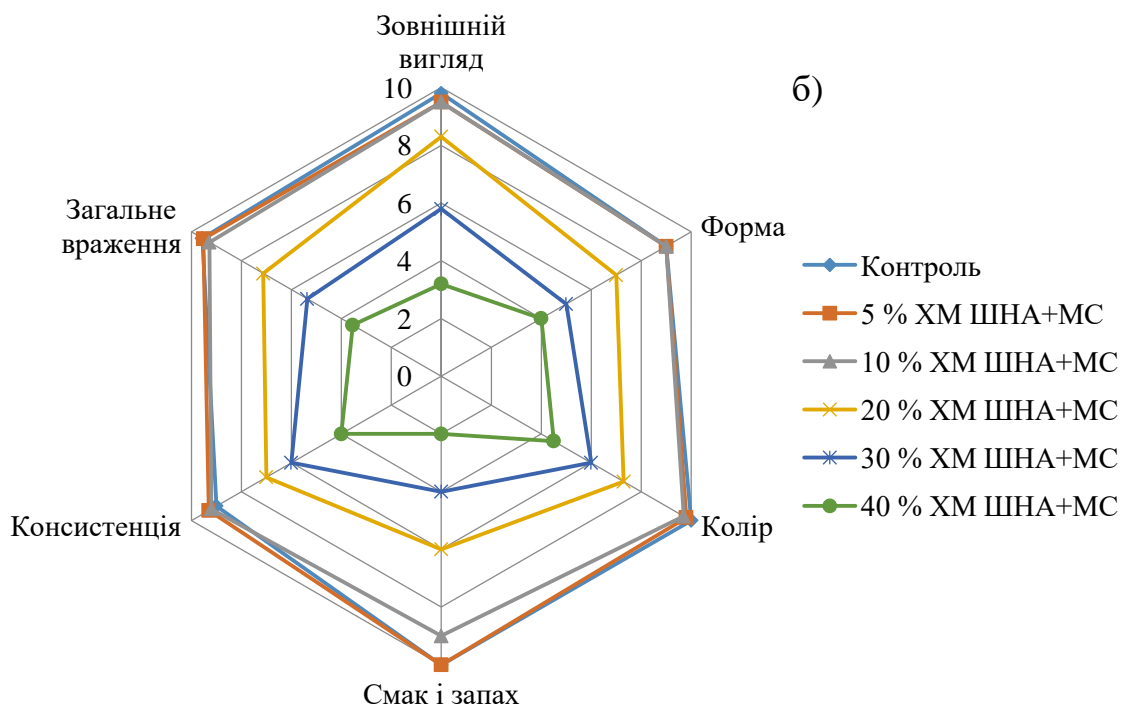 Зовнішній
вигляд
б)
10
8
6
4
2
0
Форма
Колір
Смак і запах
Консистенція
Загальне
враження
Контроль
5 % ХМ ШНА+МС
10 % ХМ ШНА+МС
20 % ХМ ШНА+МС
30 % ХМ ШНА+МС
40 % ХМ ШНА+МС